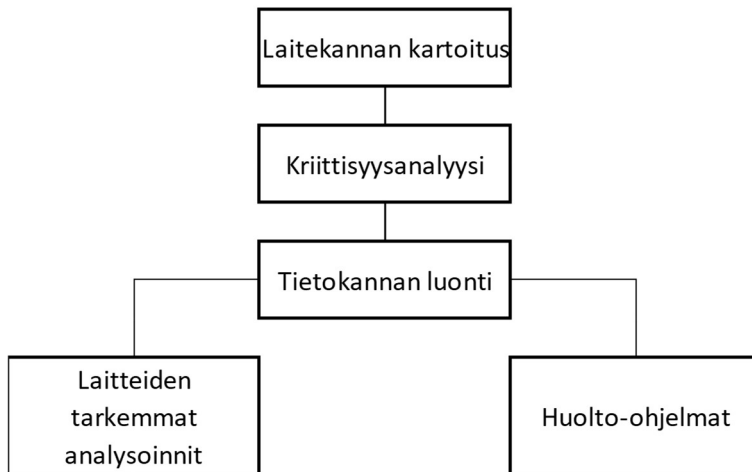 Laitekannan kartoitus
Kriittisyysanalyysi
Tietokannan luonti
Laitteiden
tarkemmat
analysoinnit
Huolto-ohjelmat